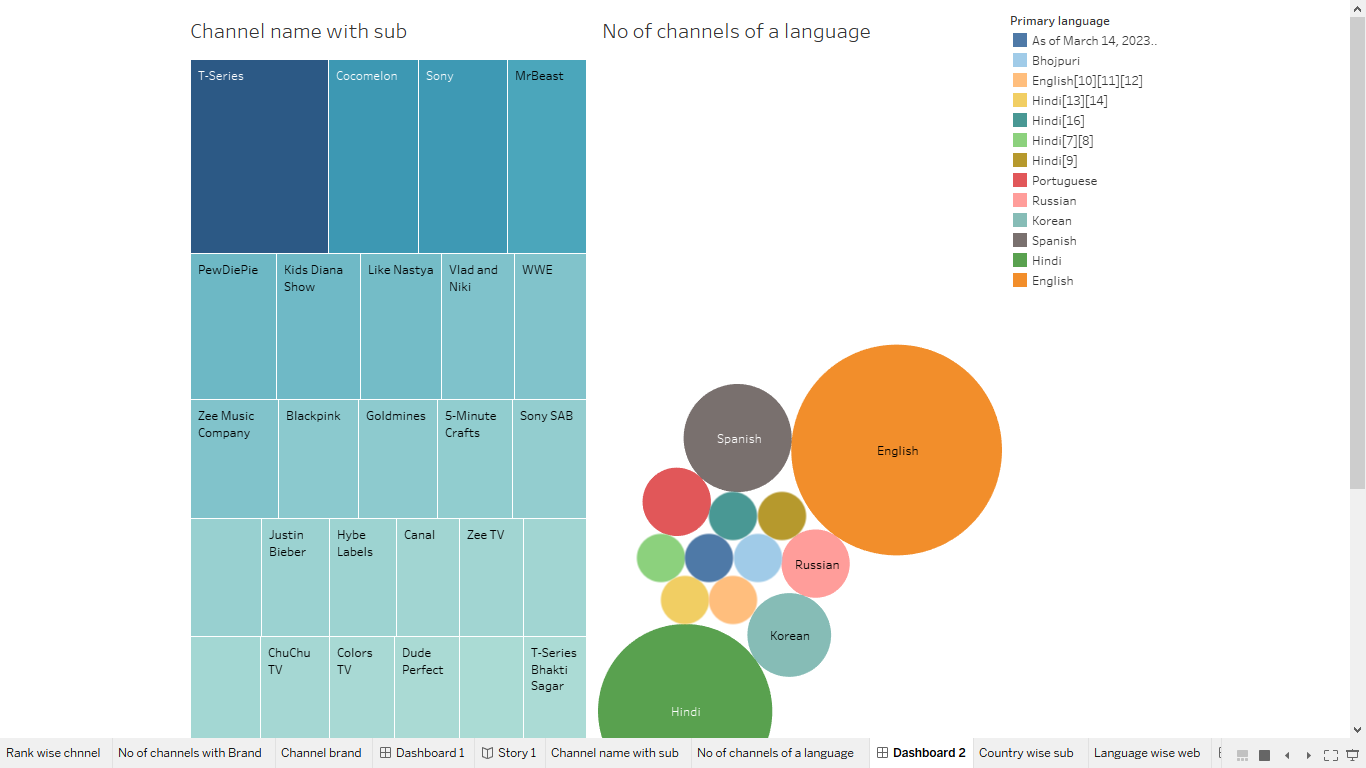 Channel name with sub
T-Series
Cocomelon
Sony
MrBeast
PewDiePie
Kids Diana
Show
Like Nastya
Vlad and
Niki
WWE
Zee Music
Company
Blackpink
Goldmines
5-Minute
Crafts
Sony SAB
Justin
Bieber
Hybe
Labels
Canal
Zee TV
ChuChu
TV
Colors
TV
Dude
Perfect
T-Series
Bhakti
Sagar
No of channels of a language
Spanish
English
Russian
Korean
Hindi
Primary language
As of March 14, 2023..
Bhojpuri
English[10][11][12]
Hindi[13][14]
Hindi[16]
Hindi[7][8]
Hindi[9]
Portuguese
Russian
Korean
Spanish
Hindi
English
Rank wise chnnel
No of channels with Brand
Channel brand
Dashboard 1
Story 1
Channel name with sub
No of channels of a language
Dashboard 2
Country wise sub
Language wise web